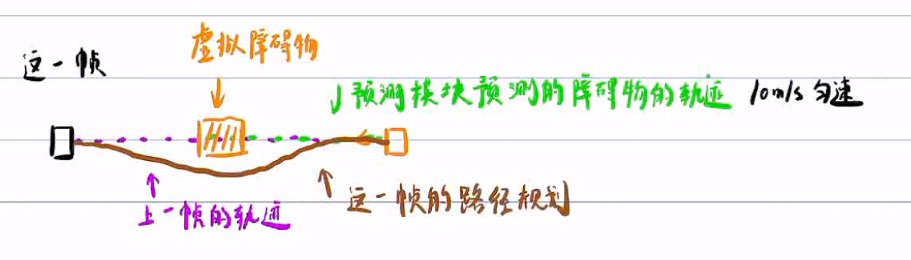 这一帧
虚拟障碍物
预测模块预测的障碍物的轨迹 10m/s 匀速
上一帧的轨迹
这一帧的路径规划